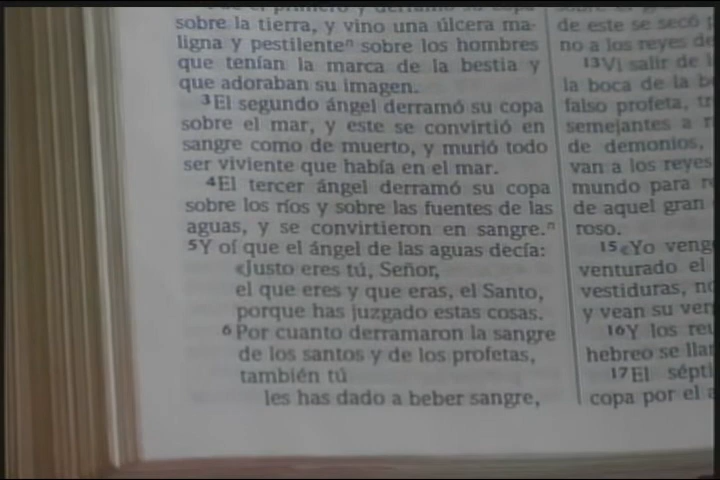 sobre la tierra, y vino una úlcera ma-
ligna y pestilenteⁿ sobre los hombres
que tenían la marca de la bestia y
que adoraban su imagen.
3El segundo ángel derramó su copa
sobre el mar, y este se convirtió en
sangre como de muerto, y murió todo
ser viviente que había en el mar.
4El tercer ángel derramó su copa
sobre los ríos y sobre las fuentes de las
aguas, y se convirtieron en sangre.ⁿ
5Y oí que el ángel de las aguas decía:
«Justo eres tú, Señor,
el que eres y que eras, el Santo,
porque has juzgado estas cosas.
6Por cuanto derramaron la sangre
de los santos y de los profetas,
también tú
les has dado a beber sangre,
de este se secó
no a los reyes de
13Vi salir de
la boca de la
falso profeta,
semejantes a
de demonios,
van a los reyes
mundo para
de aquel gran
roso.
15«Yo veng
venturado el
vestiduras,
y vean su
16Y los
hebreo se
17El
copa por el